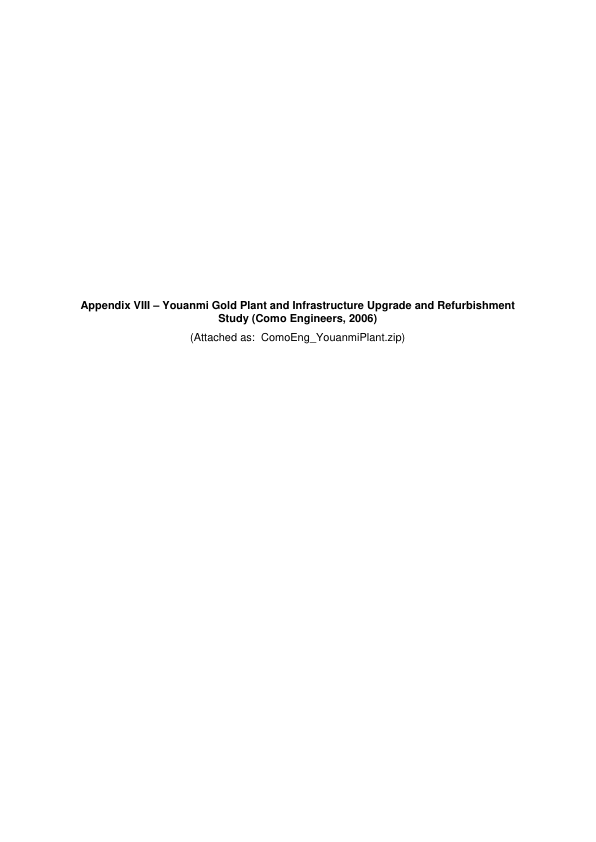 Appendix VIII – Youanmi Gold Plant and Infrastructure Upgrade and Refurbishment
Study (Como Engineers, 2006)
(Attached as:  ComoEng_YouanmiPlant.zip)